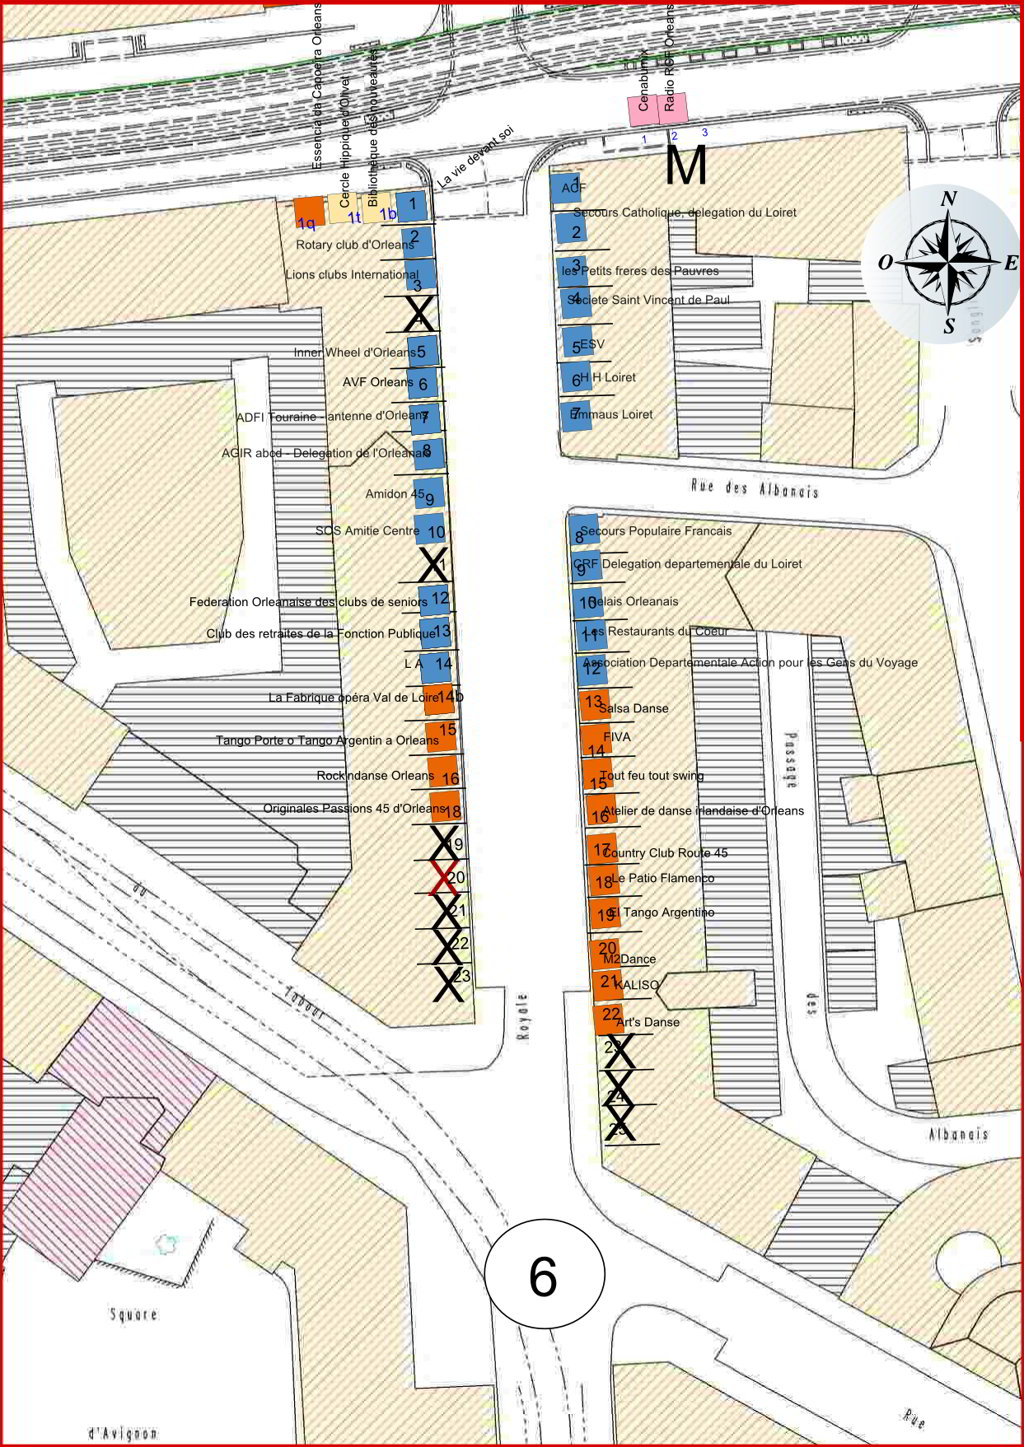 Essencia da Capoeira Orleans
Cercle Hippique d'Olivet
Bibliotheque des nouveautes
La vie devant soi
Cenabumix
Radio RCF Orleans
1
2
3
M
N
O
E
S
1q
1t
1b
1
2
Rotary club d'Orleans
Lions clubs International
3
4
Inner Wheel d'Orleans 5
AVF Orleans 6
ADFI Touraine - antenne d'Orleans 7
AGIR abcd - Delegation de l'Orleanais 8
Amidon 45 9
SOS Amitie Centre 10
11
Federation Orleanaise des clubs de seniors 12
Club des retraites de la Fonction Publique 13
L A 14
La Fabrique opéra Val de Loire 14b
15
Tango Porte o Tango Argentin a Orleans
Rock'ndanse Orleans 16
Originales Passions 45 d'Orleans 18
19
20
21
22
23
1 ACF
Secours Catholique, delegation du Loiret
2
3 les Petits freres des Pauvres
4 Societe Saint Vincent de Paul
5 ESV
6 H H Loiret
7 Emmaus Loiret
Rue des Albanais
8 Secours Populaire Francais
9 CRF Delegation departementale du Loiret
10 Relais Orleanais
11 Les Restaurants du Coeur
12 Association Departementale Action pour les Gens du Voyage
13 Salsa Danse
14 FIVA
15 Tout feu tout swing
16 Atelier de danse irlandaise d'Orleans
17 Country Club Route 45
18 Le Patio Flamenco
19 El Tango Argentino
20 M2Dance
21 KALISO
22 Art's Danse
23
24
25
Passage
des
Albanais
du
Tabour
Royale
6
Square
d'Avignon
Rue